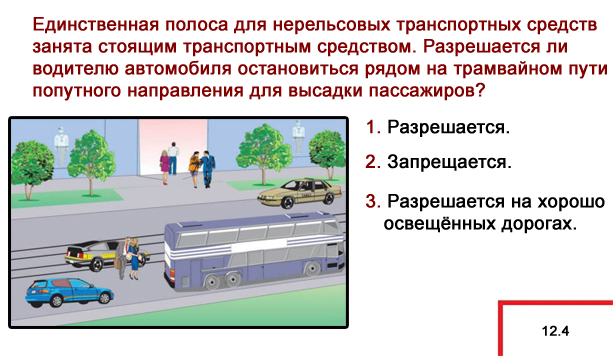 Единственная полоса для нерельсовых транспортных средств
занята стоящим транспортным средством. Разрешается ли
водителю автомобиля остановиться рядом на трамвайном пути
попутного направления для высадки пассажиров?
1. Разрешается.
2. Запрещается.
3. Разрешается на хорошо
освещённых дорогах.
12.4